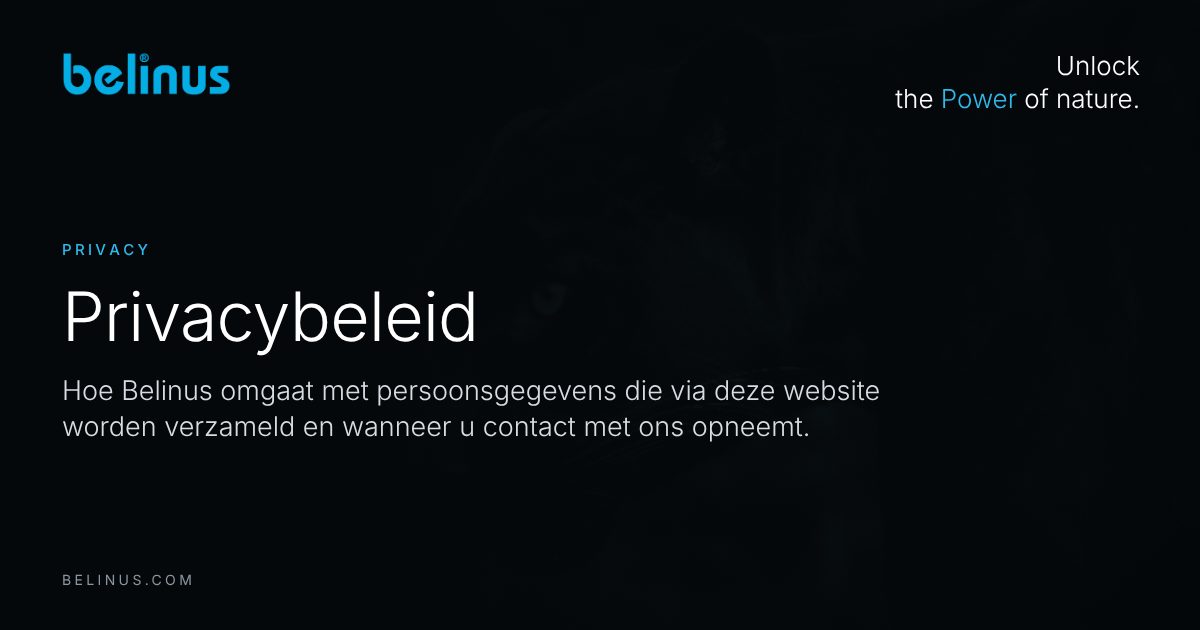 belinus®
Unlock
the Power of nature.
PRIVACY
Privacybeleid
Hoe Belinus omgaat met persoonsgegevens die via deze website
worden verzameld en wanneer u contact met ons opneemt.
BELINUS.COM